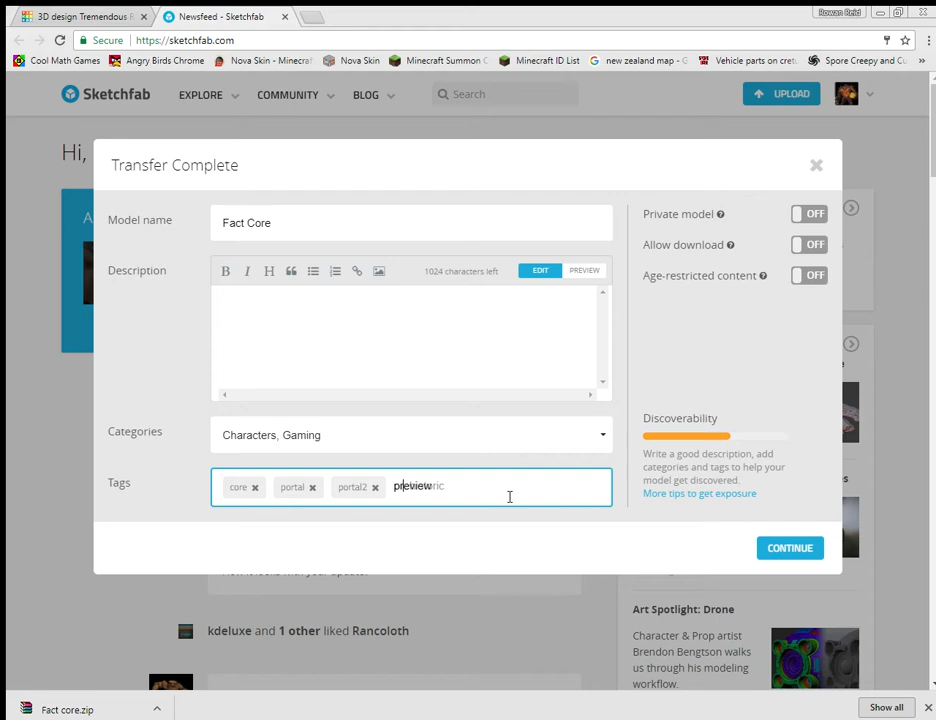 3D design Tremendous
Newsfeed - Sketchfab
Rowan Reid
Secure
https://sketchfab.com
Cool Math Games
Angry Birds Chrome
Nova Skin - Minecraf
Nova Skin
Minecraft Summon C
Minecraft ID List
new zealand map - G
Vehicle parts on cret
Spore Creepy and Cu
»
Sketchfab
EXPLORE
COMMUNITY
BLOG
Search
UPLOAD
Hi,
Transfer Complete
Model name
Fact Core
Private model
OFF
Allow download
OFF
Age-restricted content
OFF
Description
B I H
1024 characters left
EDIT
PREVIEW
Categories
Characters, Gaming
Tags
core
portal
portal2
Discoverability
Write a good description, add
categories and tags to help your
model get discovered.
More tips to get exposure
CONTINUE
kdeluxe and 1 other liked Rancoloth
Art Spotlight: Drone
Character & Prop artist
Brendon Bengtson walks
us through his modeling
workflow.
Fact core.zip
Show all